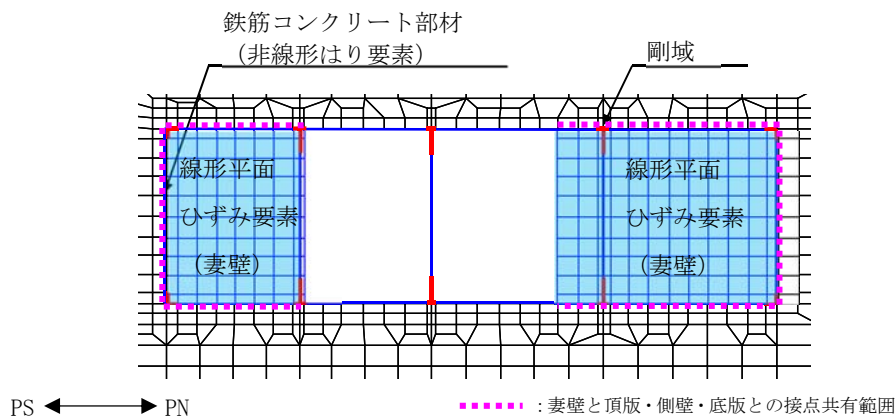 鉄筋コンクリート部材
（非線形はり要素）
剛域
線形平面
ひずみ要素
（妻壁）
線形平面
ひずみ要素
（妻壁）
PS
PN
：妻壁と頂版・側壁・底版との接点共有範囲